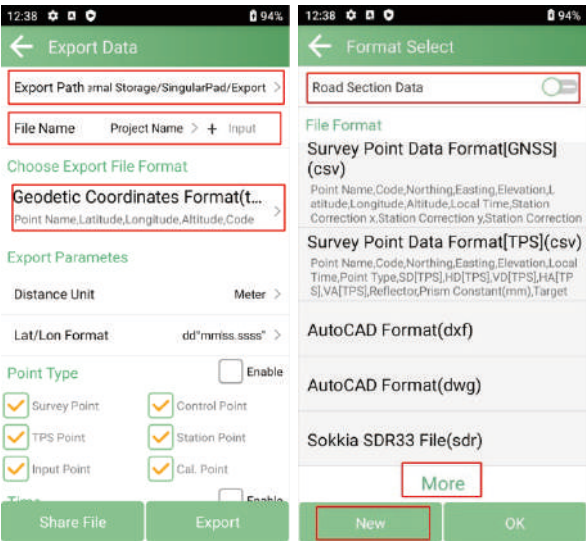 12:38
94%
Export Data
Export Path ernal Storage/SingularPad/Export >
File Name Project Name > + Input
Choose Export File Format
Geodetic Coordinates Format(t...
Point Name,Latitude,Longitude,Altitude,Code
Export Parametes
Distance Unit Meter >
Lat/Lon Format dd°mm'ss.ssss" >
Point Type Enable
Survey Point Control Point
TPS Point Station Point
Input Point Cal. Point
Time Enable
Share File Export
12:38
94%
Format Select
Road Section Data
File Format
Survey Point Data Format[GNSS]
(csv)
Point Name,Code,Northing,Easting,Elevation,L
atitude,Longitude,Altitude,Local Time,Station
Correction x,Station Correction y,Station Correction
Survey Point Data Format[TPS](csv)
Point Name,Code,Northing,Easting,Elevation,Local
Time,Point Type,SD[TPS],HD[TPS],VD[TPS],HA[TP
S],VA[TPS],Reflector,Prism Constant(mm),Target
AutoCAD Format(dxf)
AutoCAD Format(dwg)
Sokkia SDR33 File(sdr)
More
New OK